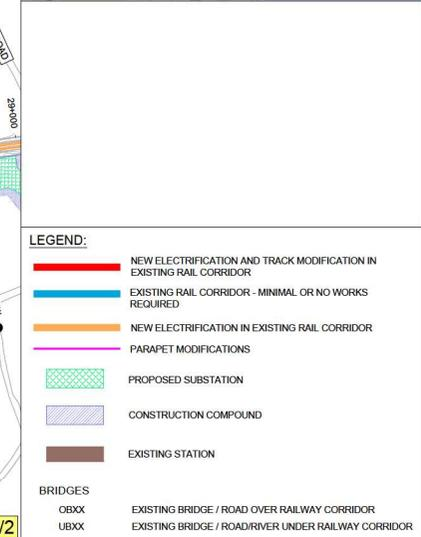 OAD
29+000
LEGEND:
NEW ELECTRIFICATION AND TRACK MODIFICATION IN
EXISTING RAIL CORRIDOR
EXISTING RAIL CORRIDOR - MINIMAL OR NO WORKS
REQUIRED
NEW ELECTRIFICATION IN EXISTING RAIL CORRIDOR
PARAPET MODIFICATIONS
PROPOSED SUBSTATION
CONSTRUCTION COMPOUND
EXISTING STATION
BRIDGES
OBXX EXISTING BRIDGE / ROAD OVER RAILWAY CORRIDOR
UBXX EXISTING BRIDGE / ROAD/RIVER UNDER RAILWAY CORRIDOR
/2